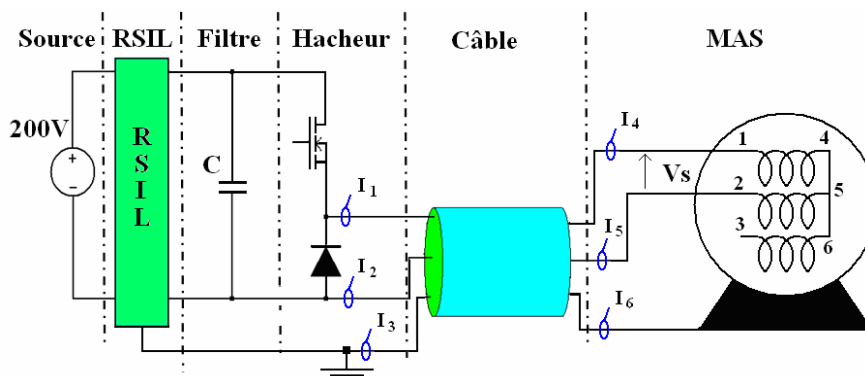 Source RSIL Filtre Hacheur Câble MAS
200V
+
−
R
S
I
L
C
I1
I2
I3
I4
I5
I6
Vs
1
2
3
4
5
6